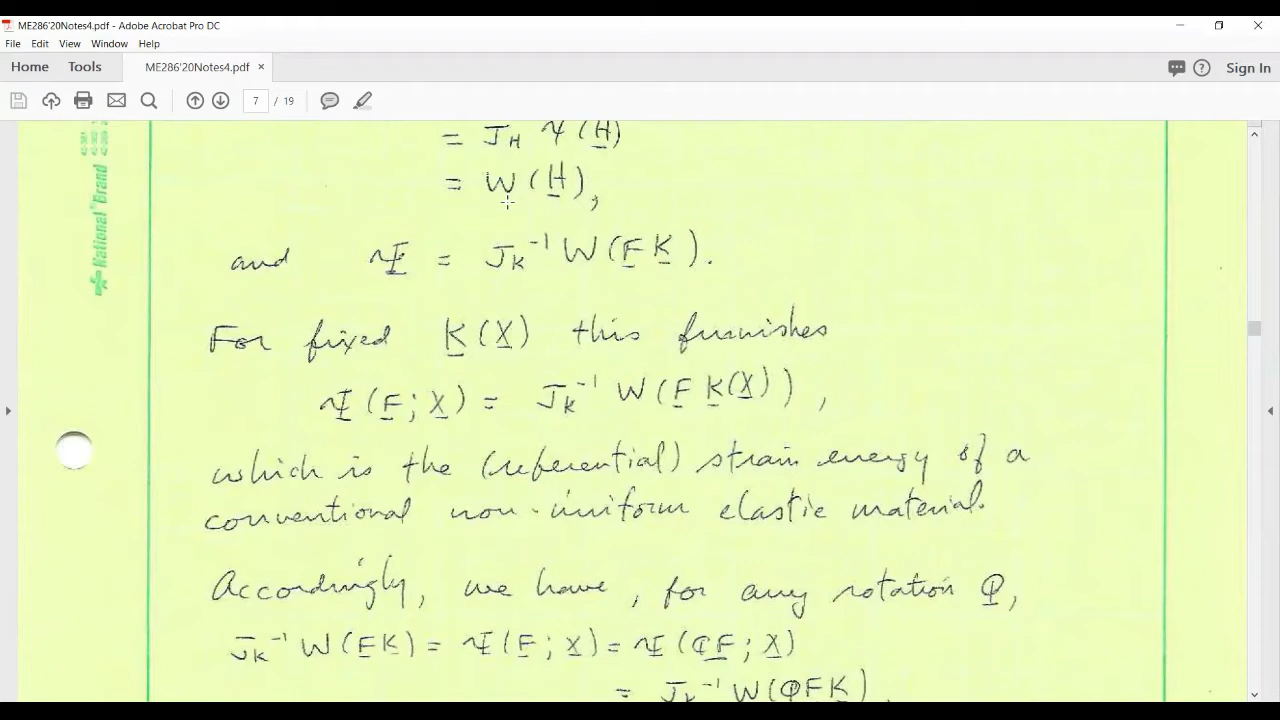 ME286'20Notes4.pdf - Adobe Acrobat Pro DC
File Edit View Window Help
Home Tools ME286'20Notes4.pdf × Sign In
7 / 19
= J_H Ψ(H)
= W(H),
and Ψ = J_K⁻¹ W(FK).
For fixed K(X) this furnishes
Ψ(F; X) = J_K⁻¹ W(F K(X)),
which is the (referential) strain energy of a
conventional non-uniform elastic material.
Accordingly, we have, for any rotation Q,
J_K⁻¹ W(FK) = Ψ(F; X) = Ψ(QF; X)
= J_K⁻¹ W(QFK)
National Brand